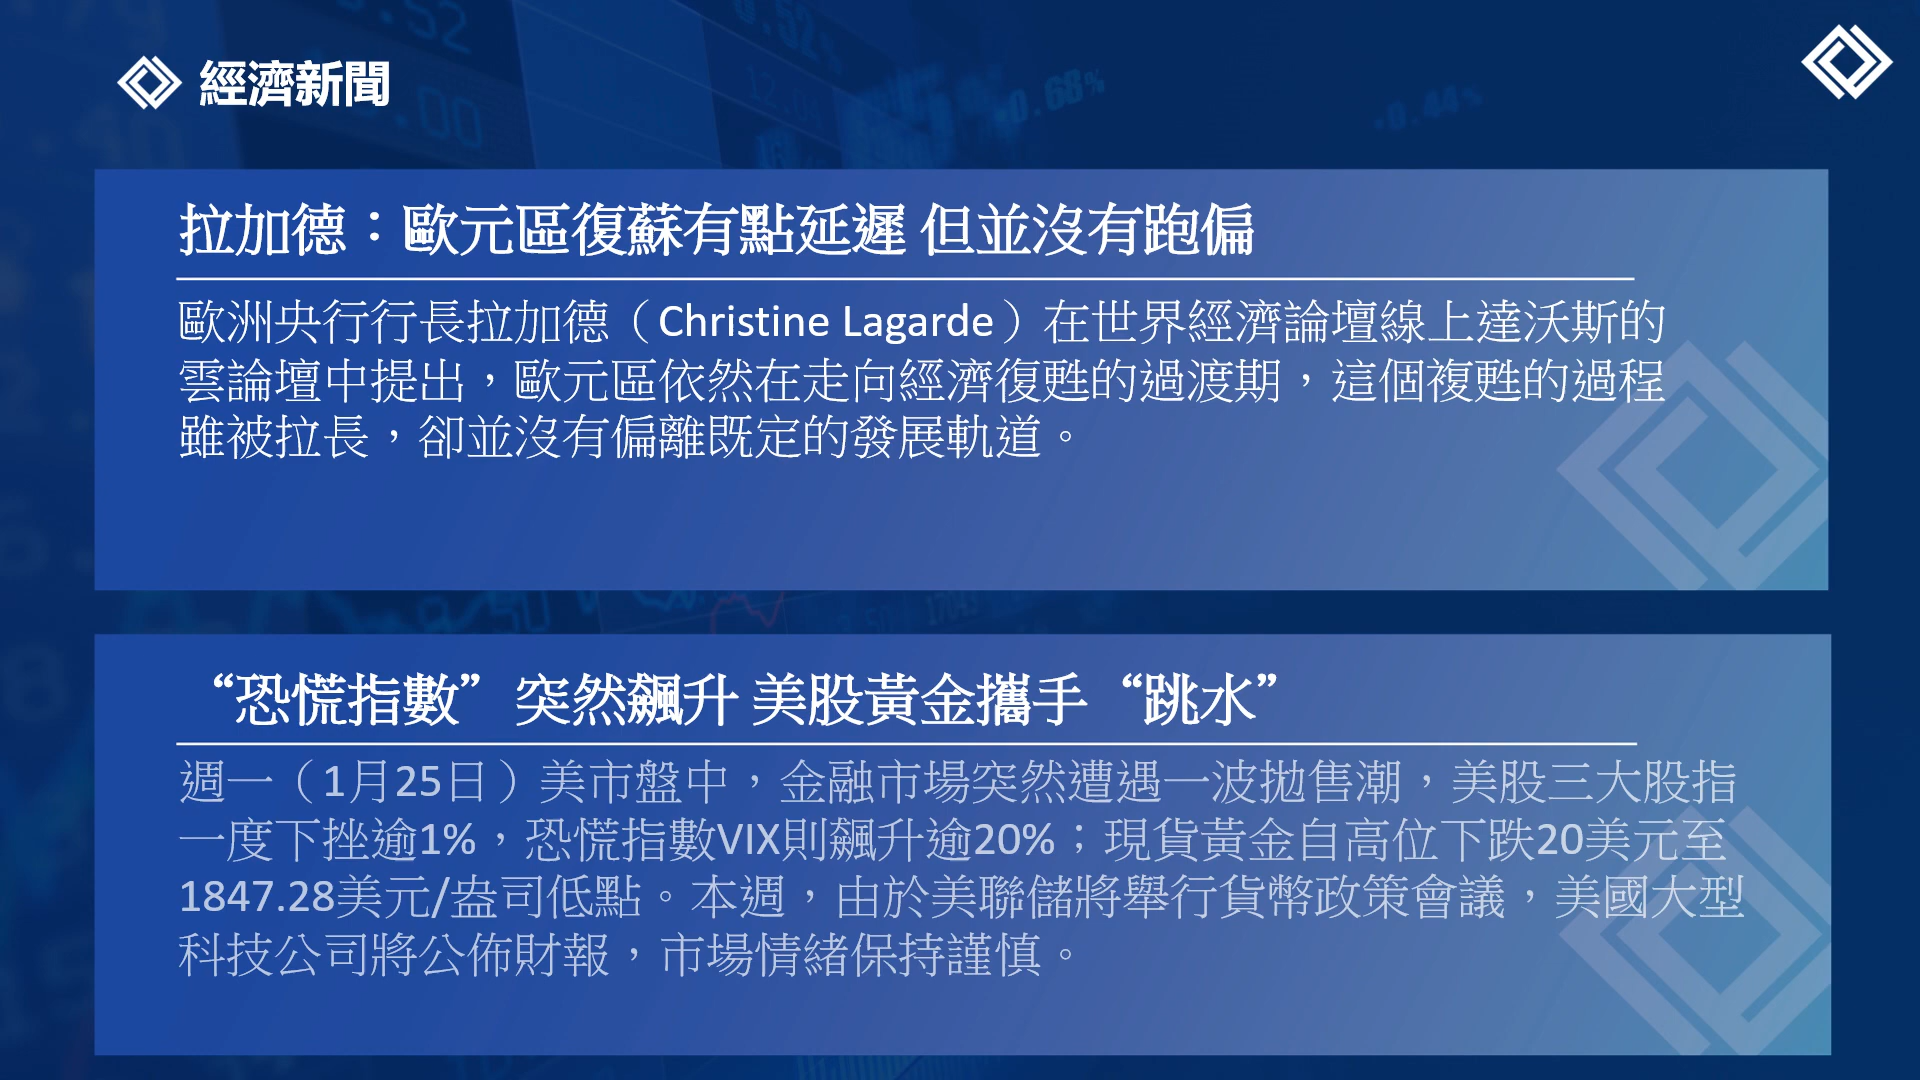 經濟新聞
拉加德：歐元區復蘇有點延遲 但並沒有跑偏
歐洲央行行長拉加德（Christine Lagarde）在世界經濟論壇線上達沃斯的
雲論壇中提出，歐元區依然在走向經濟復甦的過渡期，這個複甦的過程
雖被拉長，卻並沒有偏離既定的發展軌道。
“恐慌指數”突然飆升 美股黃金攜手“跳水”
週一（1月25日）美市盤中，金融市場突然遭遇一波拋售潮，美股三大股指
一度下挫逾1%，恐慌指數VIX則飆升逾20%；現貨黃金自高位下跌20美元至
1847.28美元/盎司低點。本週，由於美聯儲將舉行貨幣政策會議，美國大型
科技公司將公佈財報，市場情緒保持謹慎。